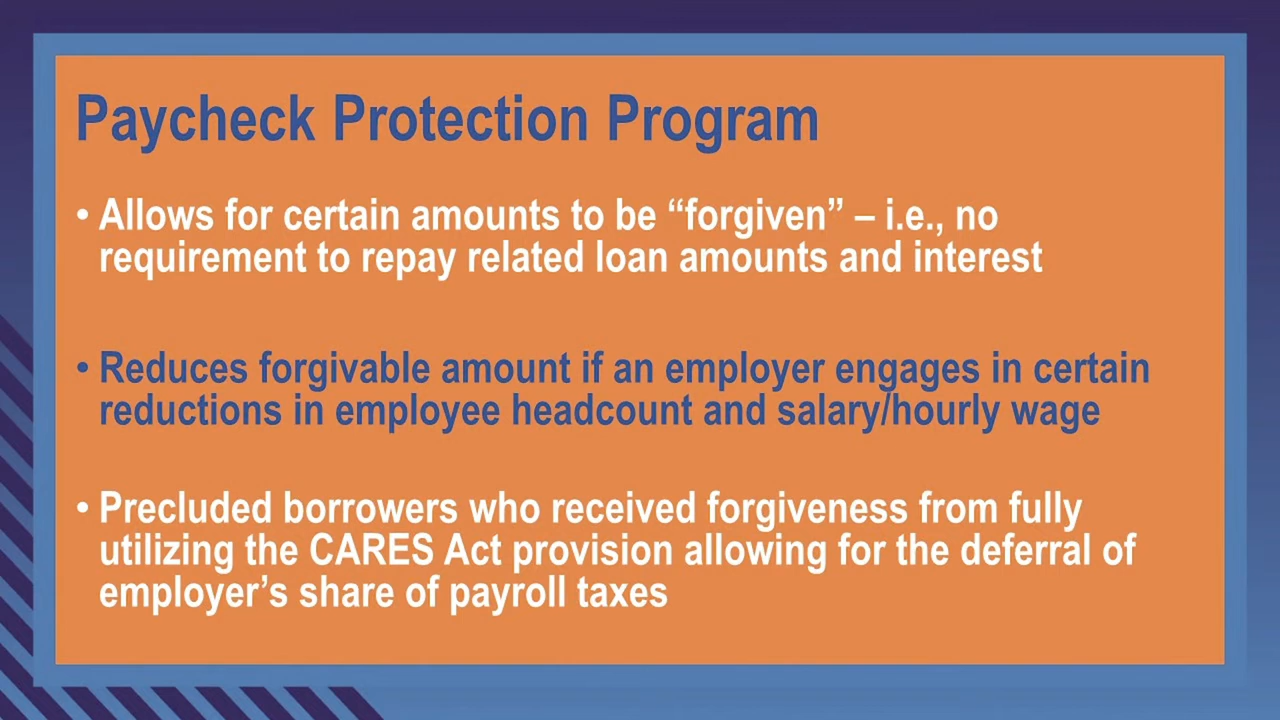 Paycheck Protection Program
• Allows for certain amounts to be “forgiven” – i.e., no
requirement to repay related loan amounts and interest
• Reduces forgivable amount if an employer engages in certain
reductions in employee headcount and salary/hourly wage
• Precluded borrowers who received forgiveness from fully
utilizing the CARES Act provision allowing for the deferral of
employer’s share of payroll taxes